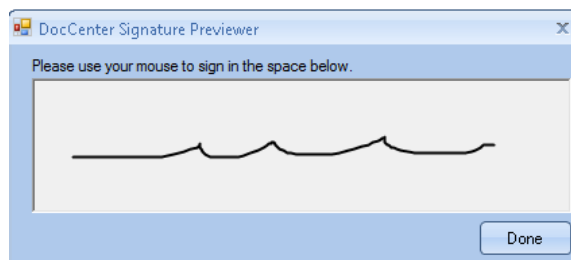 DocCenter Signature Previewer
Please use your mouse to sign in the space below.
Done